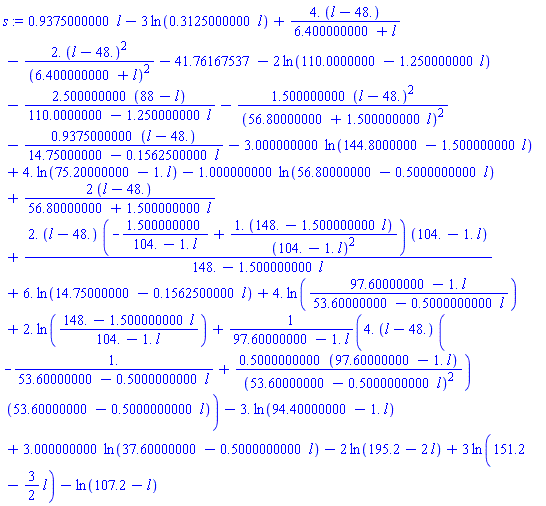 s := 0.9375000000 l − 3 ln(0.3125000000 l) + 4. (l − 48.) / (6.400000000 + l)
− 2. (l − 48.)² / (6.400000000 + l)² − 41.76167537 − 2 ln(110.0000000 − 1.250000000 l)
− 2.500000000 (88 − l) / (110.0000000 − 1.250000000 l) − 1.500000000 (l − 48.)² / (56.80000000 + 1.500000000 l)²
− 0.9375000000 (l − 48.) / (14.75000000 − 0.1562500000 l) − 3.000000000 ln(144.8000000 − 1.500000000 l)
+ 4. ln(75.20000000 − 1. l) − 1.000000000 ln(56.80000000 − 0.5000000000 l)
+ 2 (l − 48.) / (56.80000000 + 1.500000000 l)
+ 2. (l − 48.) (−1.500000000 / (104. − 1. l) + 1. (148. − 1.500000000 l) / (104. − 1. l)²) (104. − 1. l) / (148. − 1.500000000 l)
+ 6. ln(14.75000000 − 0.1562500000 l) + 4. ln((97.60000000 − 1. l) / (53.60000000 − 0.5000000000 l))
+ 2. ln((148. − 1.500000000 l) / (104. − 1. l)) + 1 / (97.60000000 − 1. l) (4. (l − 48.) (
−1. / (53.60000000 − 0.5000000000 l) + 0.5000000000 (97.60000000 − 1. l) / (53.60000000 − 0.5000000000 l)²)
(53.60000000 − 0.5000000000 l)) − 3. ln(94.40000000 − 1. l)
+ 3.000000000 ln(37.60000000 − 0.5000000000 l) − 2 ln(195.2 − 2 l) + 3 ln(151.2
− 3/2 l) − ln(107.2 − l)